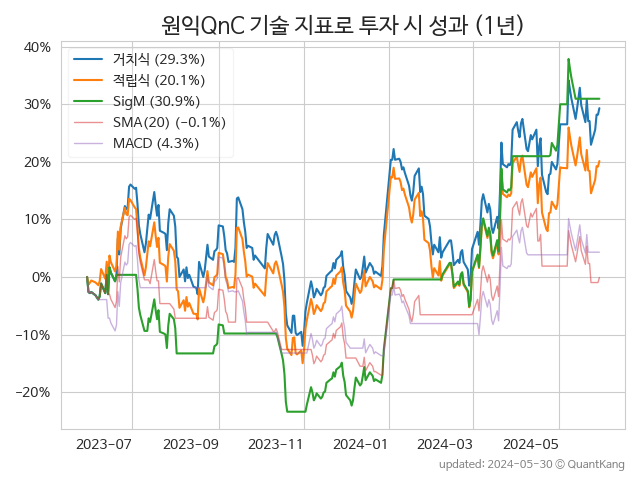 원익QnC 기술 지표로 투자 시 성과 (1년)
거치식 (29.3%)
적립식 (20.1%)
SigM (30.9%)
SMA(20) (−0.1%)
MACD (4.3%)
40%
30%
20%
10%
0%
−10%
−20%
2023-07 2023-09 2023-11 2024-01 2024-03 2024-05
updated: 2024-05-30 © QuantKang